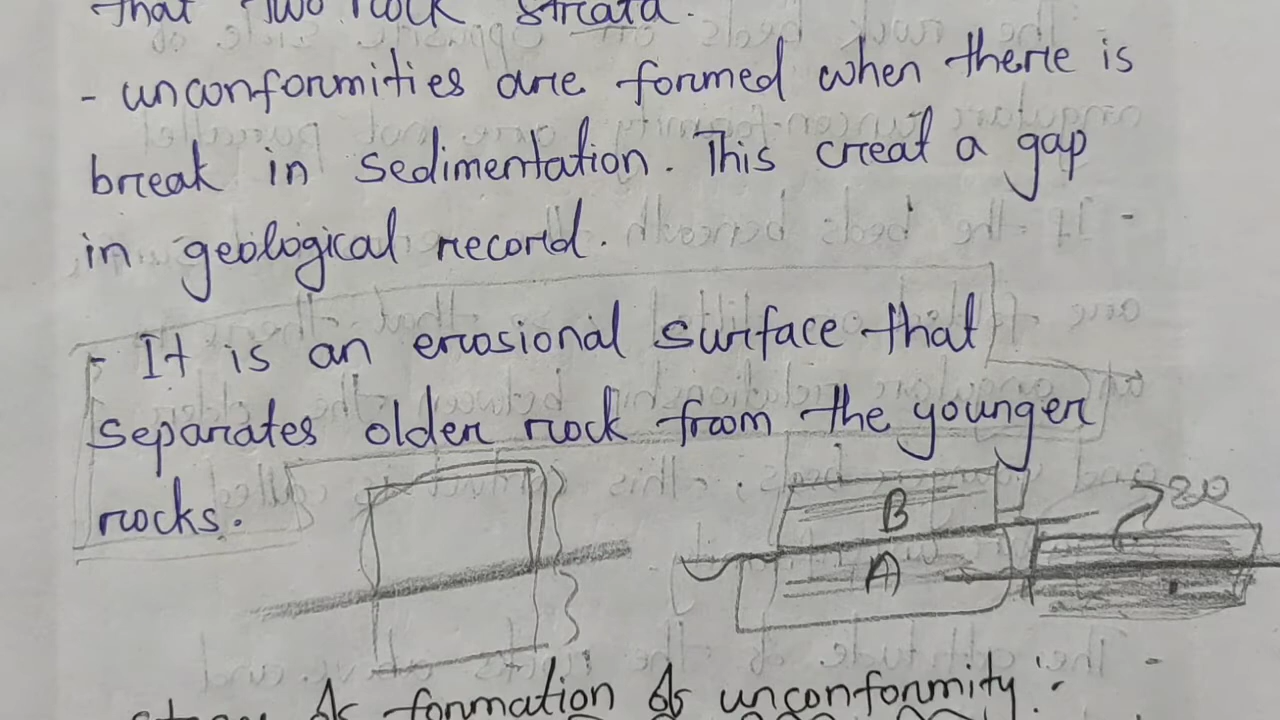 that two rock strata.
- unconformities are formed when there is
break in sedimentation. This creat a gap
in geological record.
- It is an erosional surface that
separates older rock from the younger
rocks.
B
A
of formation of unconformity :